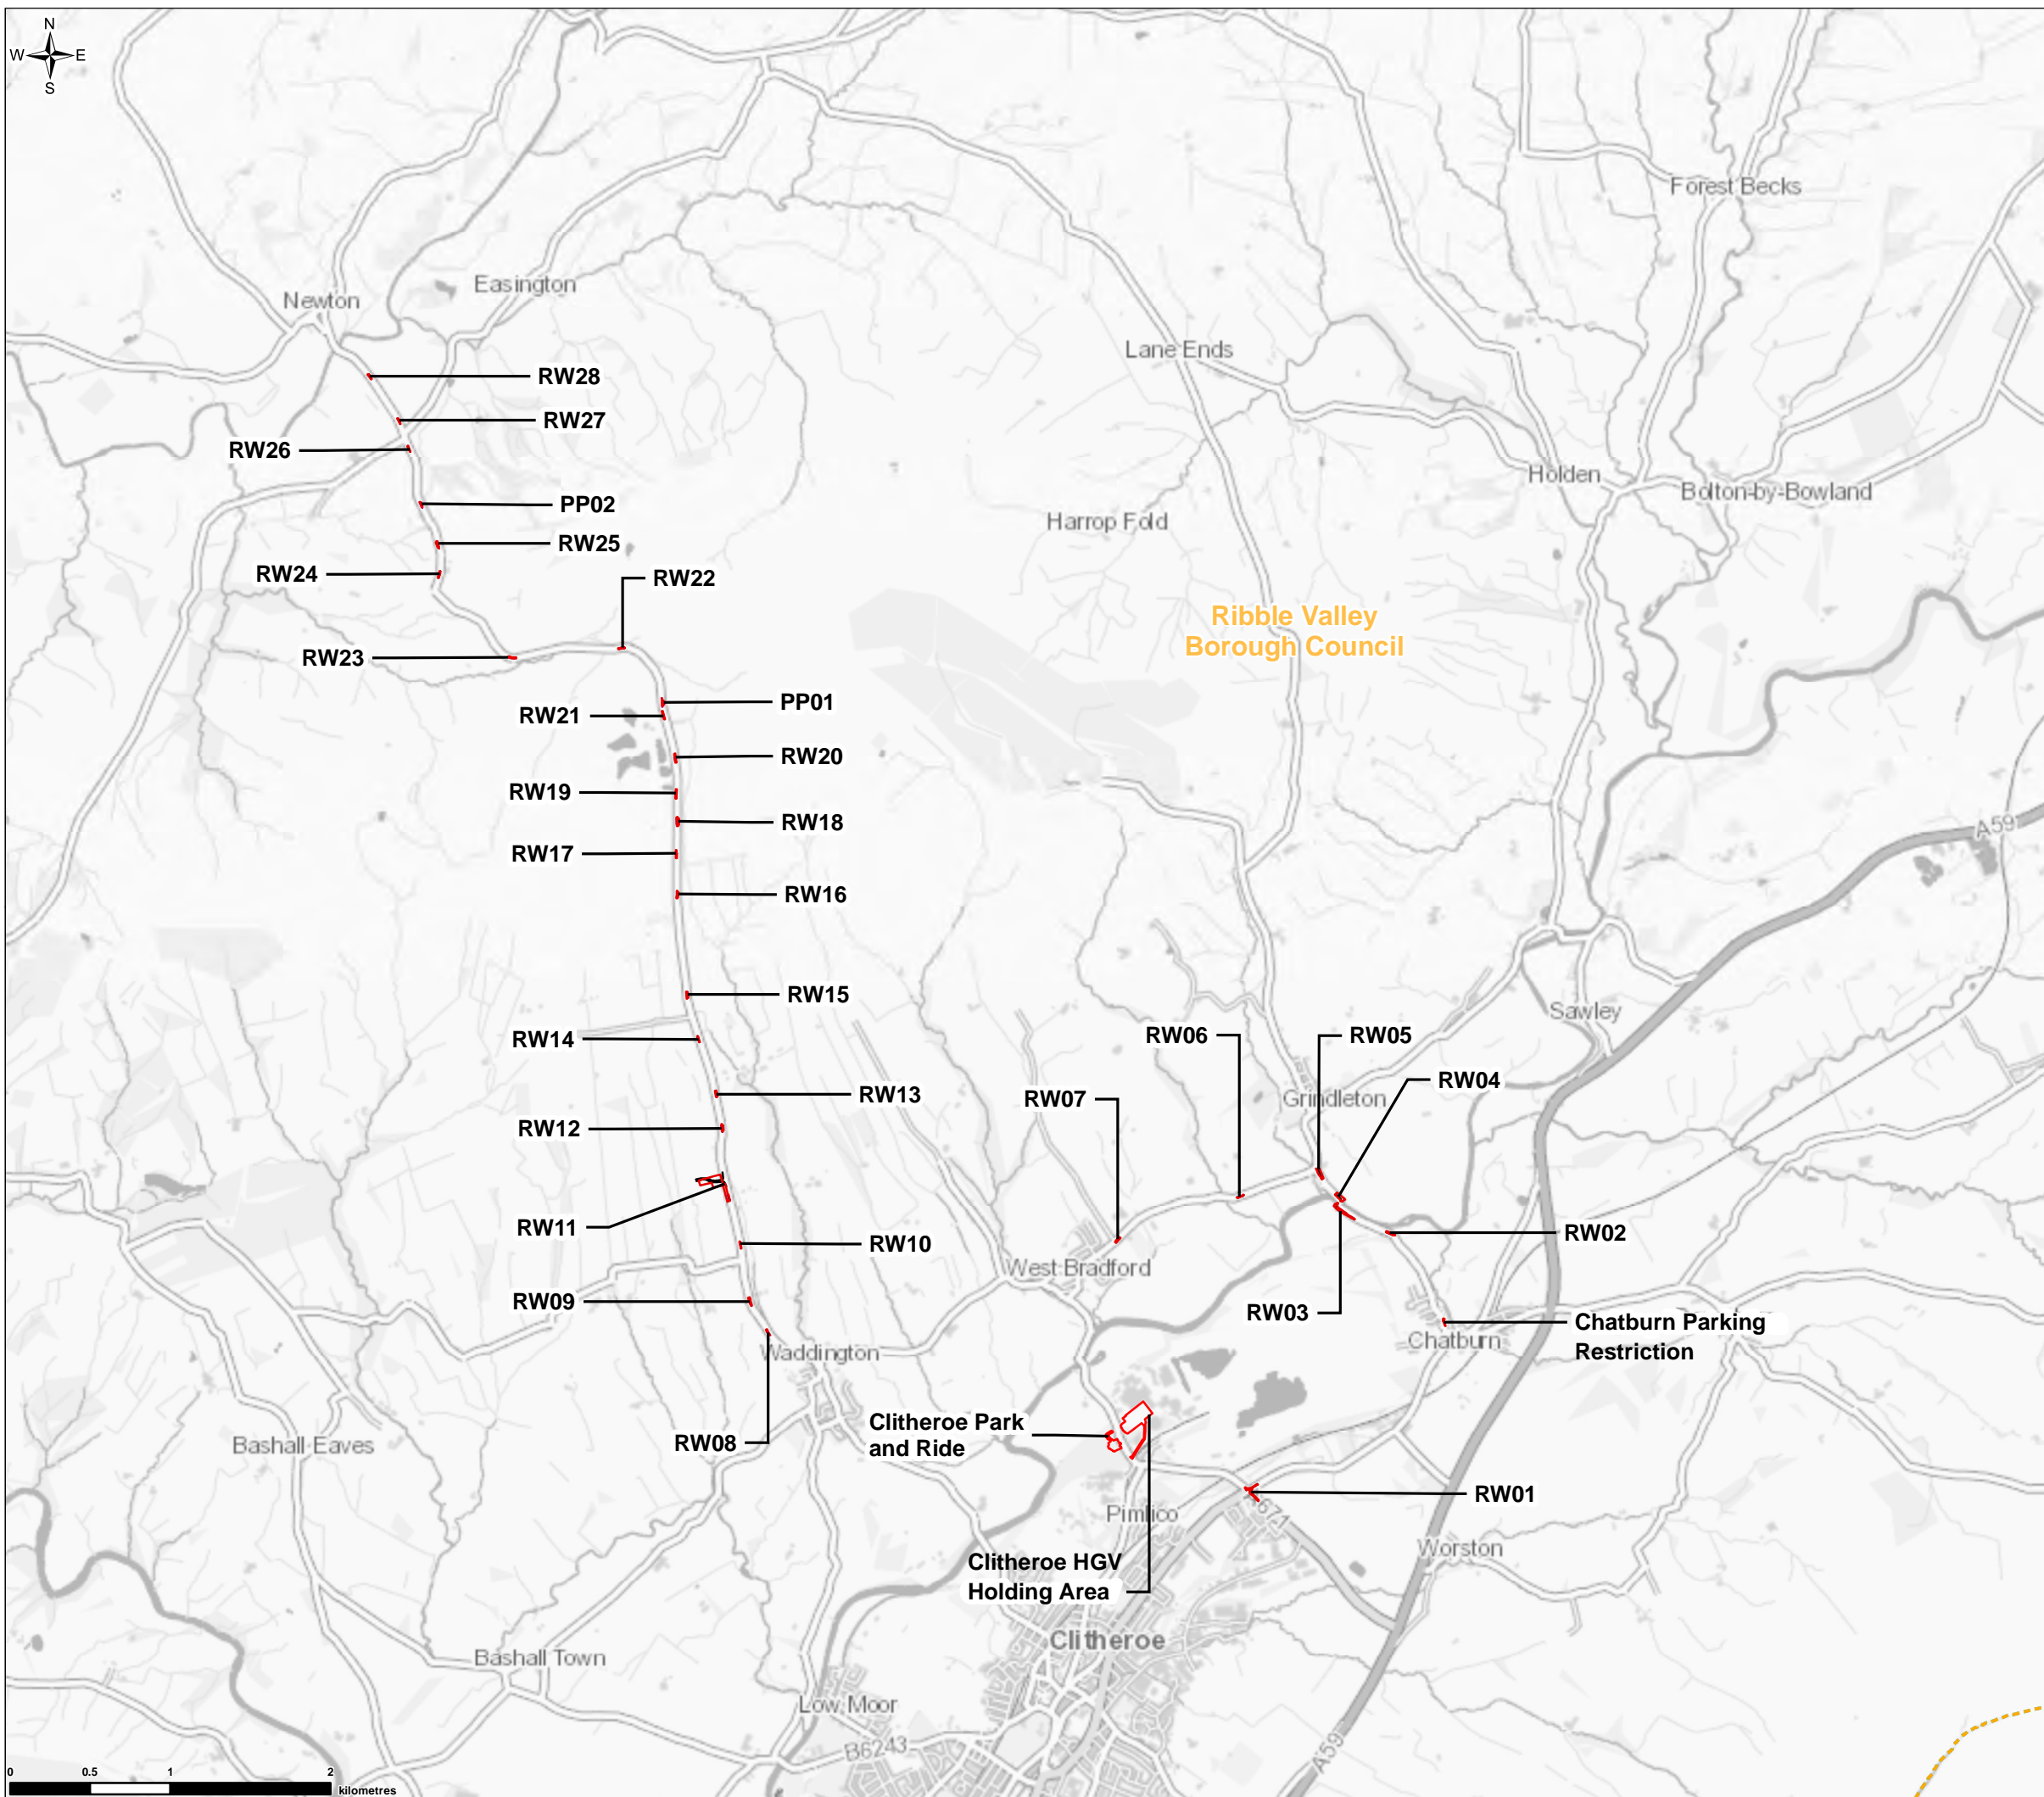 N
W E
S
Forest Becks
Easington
Newton
Lane Ends
RW28
RW27
RW26
Holden
Bolton-by-Bowland
PP02
Harrop Fold
RW25
RW24
RW22
Ribble Valley
Borough Council
RW23
PP01
RW21
RW20
RW19
RW18
A59
RW17
RW16
RW15
Sawley
RW14
RW06
RW05
RW04
RW13
RW07
Grindleton
RW12
RW11
RW02
RW10
West Bradford
RW09
RW03
Chatburn Parking
Restriction
Chatburn
Waddington
Clitheroe Park
and Ride
RW08
Bashall Eaves
RW01
A671
Pimlico
Worston
Clitheroe HGV
Holding Area
Clitheroe
Bashall Town
Low Moor
B6243
A59
0 0.5 1 2
kilometres